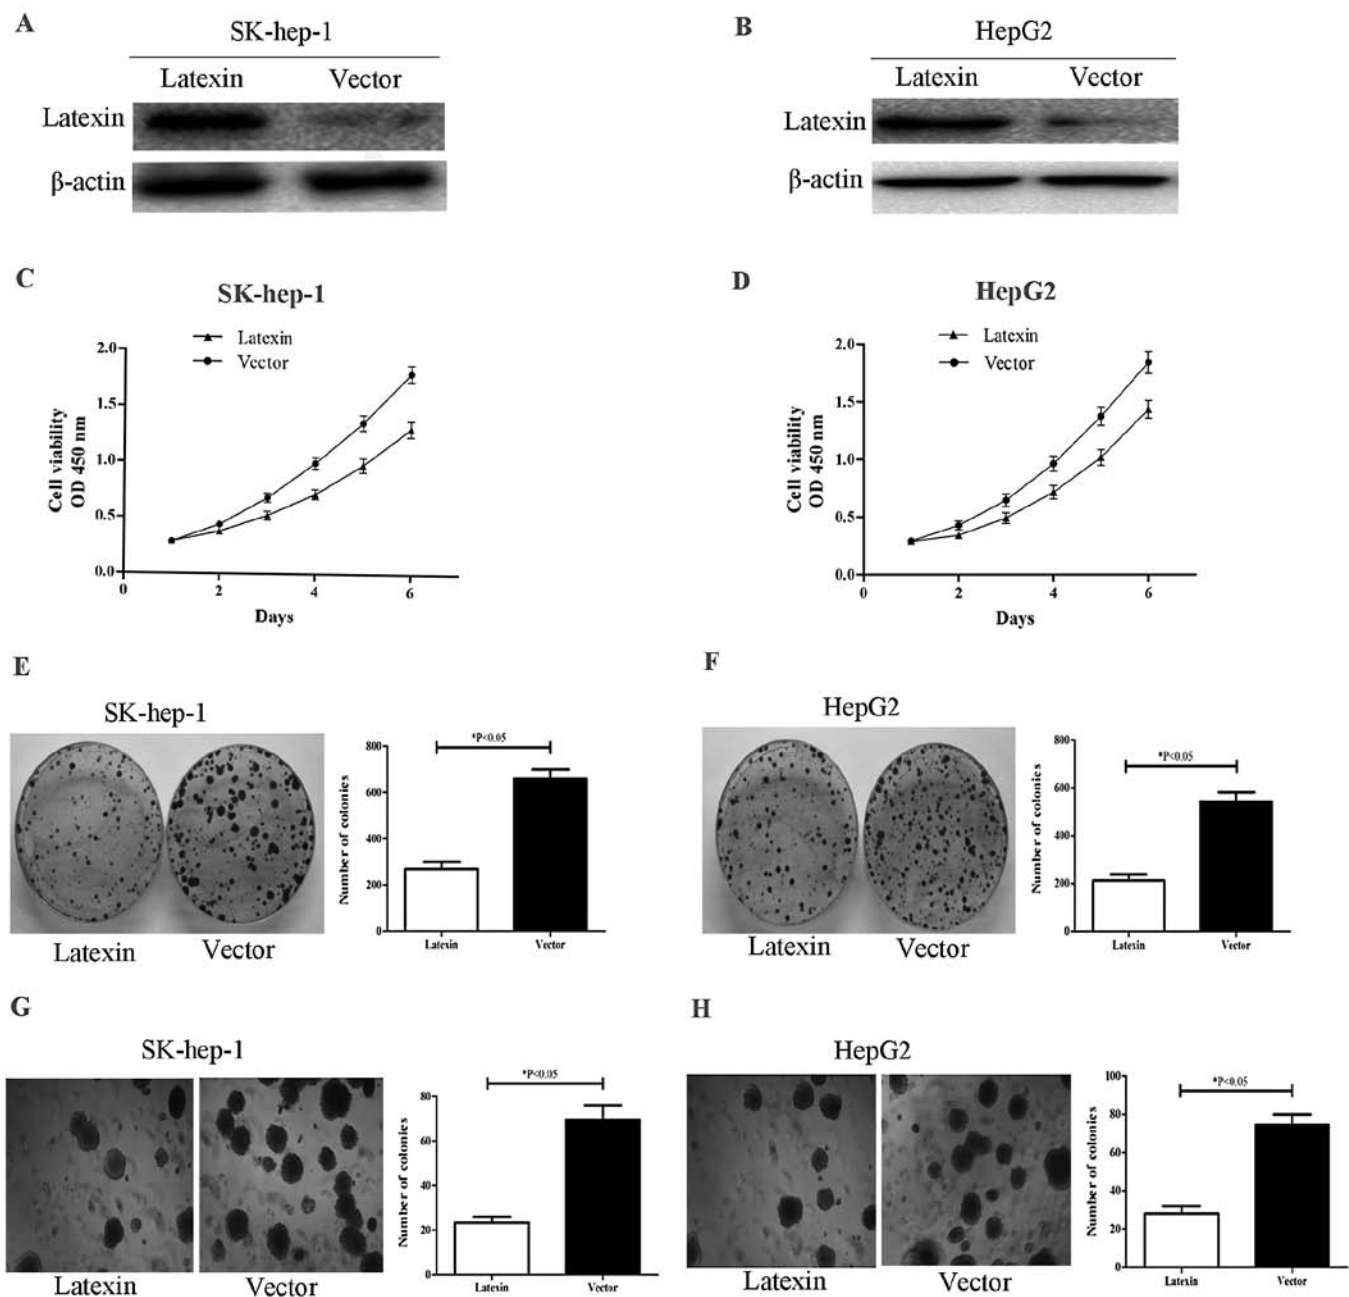 A
SK-hep-1
Latexin Vector
Latexin
β-actin
B
HepG2
Latexin Vector
Latexin
β-actin
C
SK-hep-1
Latexin
Vector
Cell viability
OD 450 nm
2.0
1.5
1.0
0.5
0.0
0 2 4 6
Days
D
HepG2
Latexin
Vector
Cell viability
OD 450 nm
2.0
1.5
1.0
0.5
0.0
0 2 4 6
Days
E
SK-hep-1
Latexin Vector
Number of colonies
800
600
400
200
0
*P<0.05
Latexin Vector
F
HepG2
Latexin Vector
Number of colonies
800
600
400
200
0
*P<0.05
Latexin Vector
G
SK-hep-1
Latexin Vector
Number of colonies
80
60
40
20
0
*P<0.05
Latexin Vector
H
HepG2
Latexin Vector
Number of colonies
100
80
60
40
20
0
*P<0.05
Latexin Vector